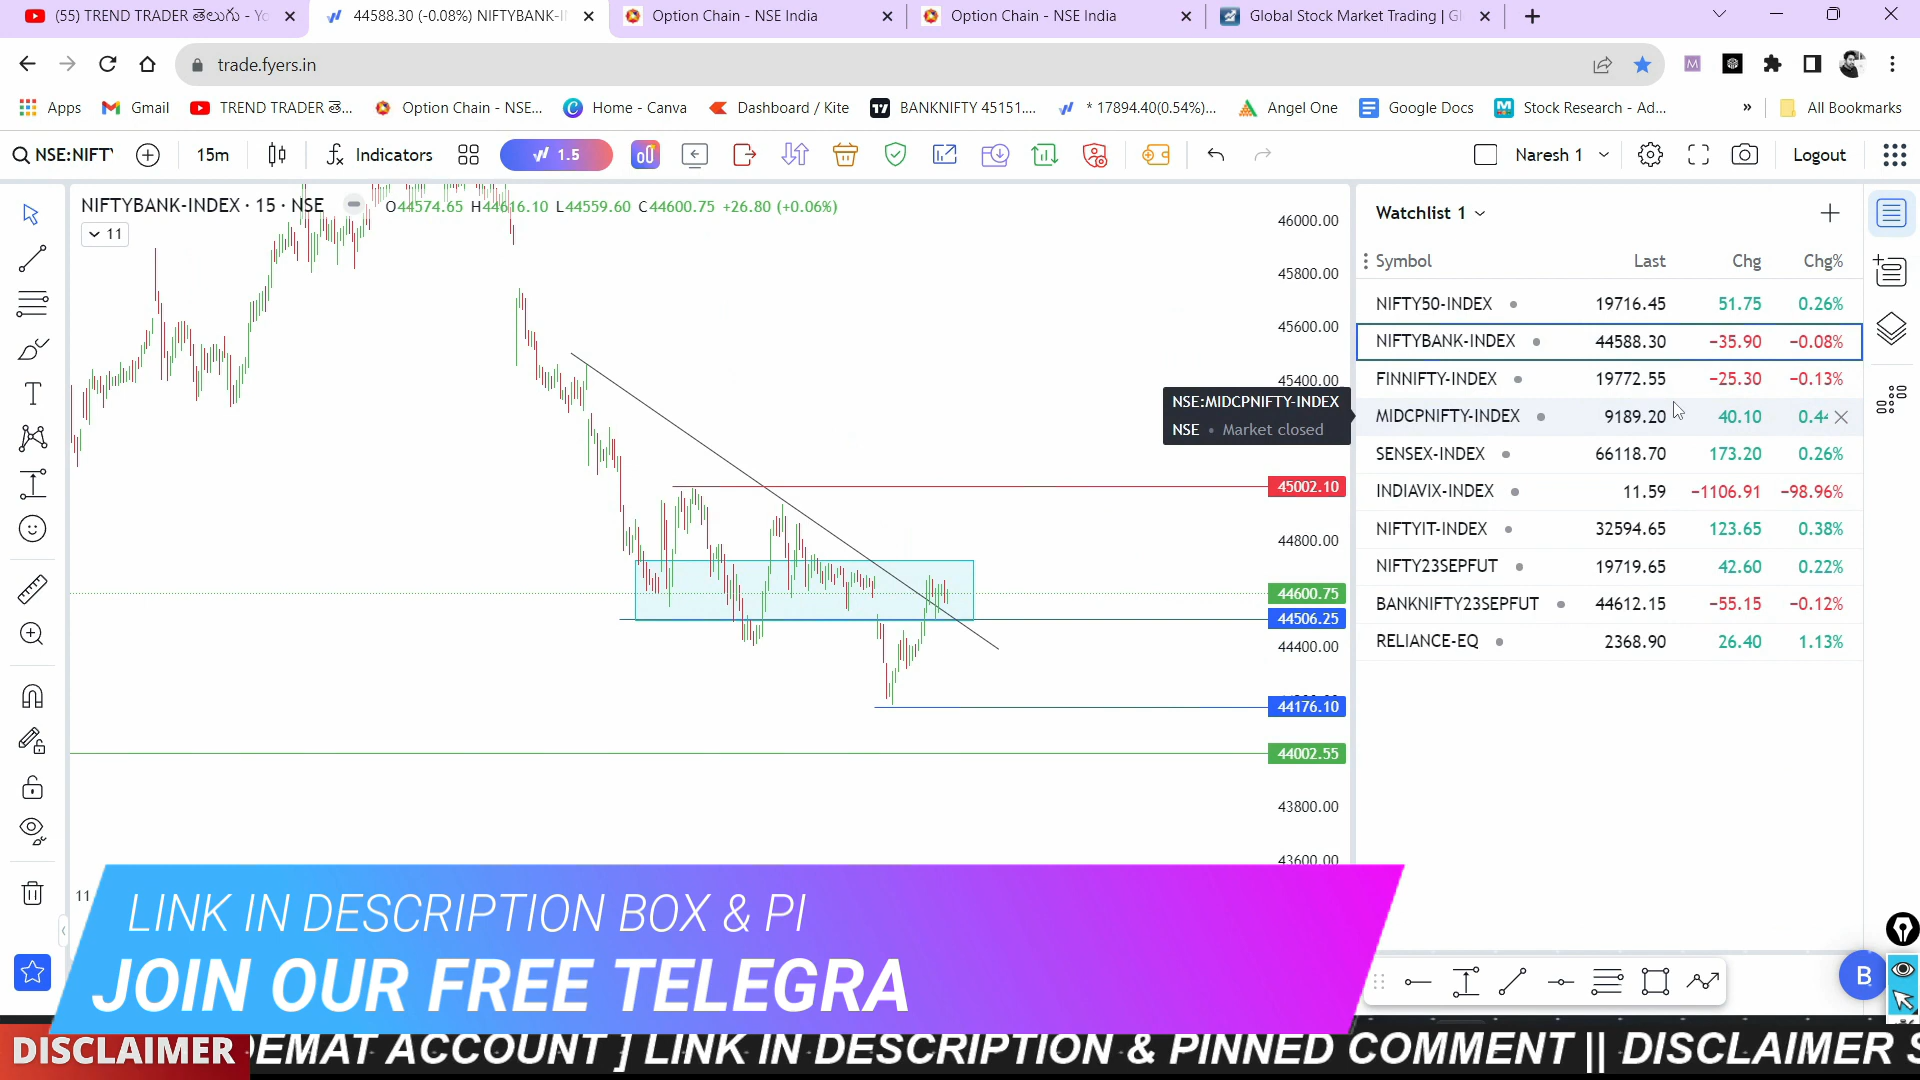 (55) TREND TRADER తెలుగు - Yo
44588.30 (-0.08%) NIFTYBANK-I
Option Chain - NSE India
Option Chain - NSE India
Global Stock Market Trading | Gl
trade.fyers.in
Apps
Gmail
TREND TRADER తె...
Option Chain - NSE...
Home - Canva
Dashboard / Kite
BANKNIFTY 45151....
* 17894.40(0.54%)...
Angel One
Google Docs
Stock Research - Ad...
»
All Bookmarks
NSE:NIFTY
15m
Indicators
1.5
Naresh 1
Logout
NIFTYBANK-INDEX · 15 · NSE
O44574.65 H44616.10 L44559.60 C44600.75 +26.80 (+0.06%)
11
46000.00
45800.00
45600.00
45400.00
45002.10
44800.00
44600.75
44506.25
44400.00
44176.10
44002.55
43800.00
43600.00
NSE:MIDCPNIFTY-INDEX
NSE • Market closed
Watchlist 1
Symbol Last Chg Chg%
NIFTY50-INDEX 19716.45 51.75 0.26%
NIFTYBANK-INDEX 44588.30 −35.90 −0.08%
FINNIFTY-INDEX 19772.55 −25.30 −0.13%
MIDCPNIFTY-INDEX 9189.20 40.10 0.44
SENSEX-INDEX 66118.70 173.20 0.26%
INDIAVIX-INDEX 11.59 −1106.91 −98.96%
NIFTYIT-INDEX 32594.65 123.65 0.38%
NIFTY23SEPFUT 19719.65 42.60 0.22%
BANKNIFTY23SEPFUT 44612.15 −55.15 −0.12%
RELIANCE-EQ 2368.90 26.40 1.13%
11
B
LINK IN DESCRIPTION BOX & PI
JOIN OUR FREE TELEGRA
DISCLAIMER
EMAT ACCOUNT ] LINK IN DESCRIPTION & PINNED COMMENT || DISCLAIMER S